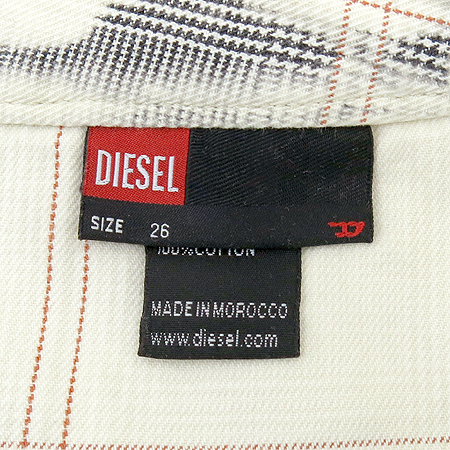 DIESEL
SIZE 26
100% COTTON
MADE IN MOROCCO
www.diesel.com